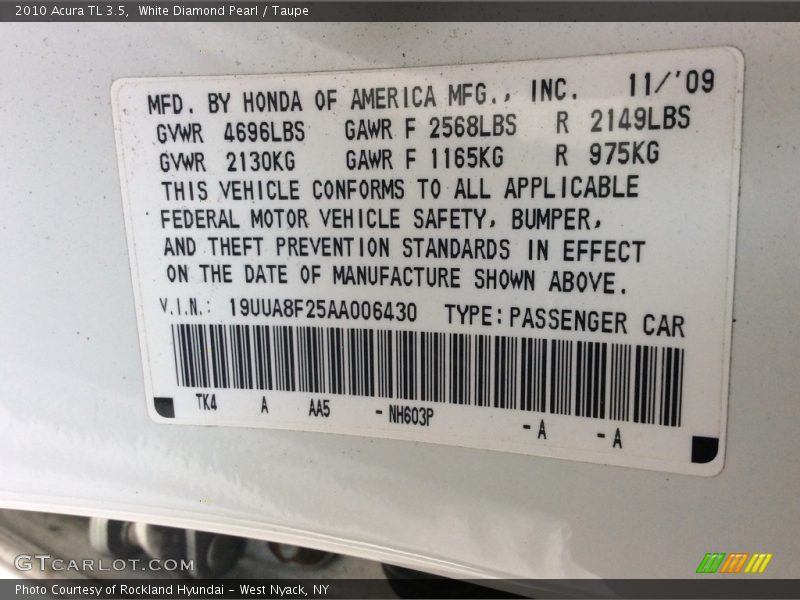 2010 Acura TL 3.5,  White Diamond Pearl / Taupe
MFD. BY HONDA OF AMERICA MFG., INC. 11/'09
GVWR 4696LBS GAWR F 2568LBS R 2149LBS
GVWR 2130KG GAWR F 1165KG R 975KG
THIS VEHICLE CONFORMS TO ALL APPLICABLE
FEDERAL MOTOR VEHICLE SAFETY, BUMPER,
AND THEFT PREVENTION STANDARDS IN EFFECT
ON THE DATE OF MANUFACTURE SHOWN ABOVE.
V.I.N.: 19UUA8F25AA006430 TYPE:PASSENGER CAR
TK4 A AA5 -NH603P -A -A
GTCARLOT.COM
Photo Courtesy of Rockland Hyundai - West Nyack, NY